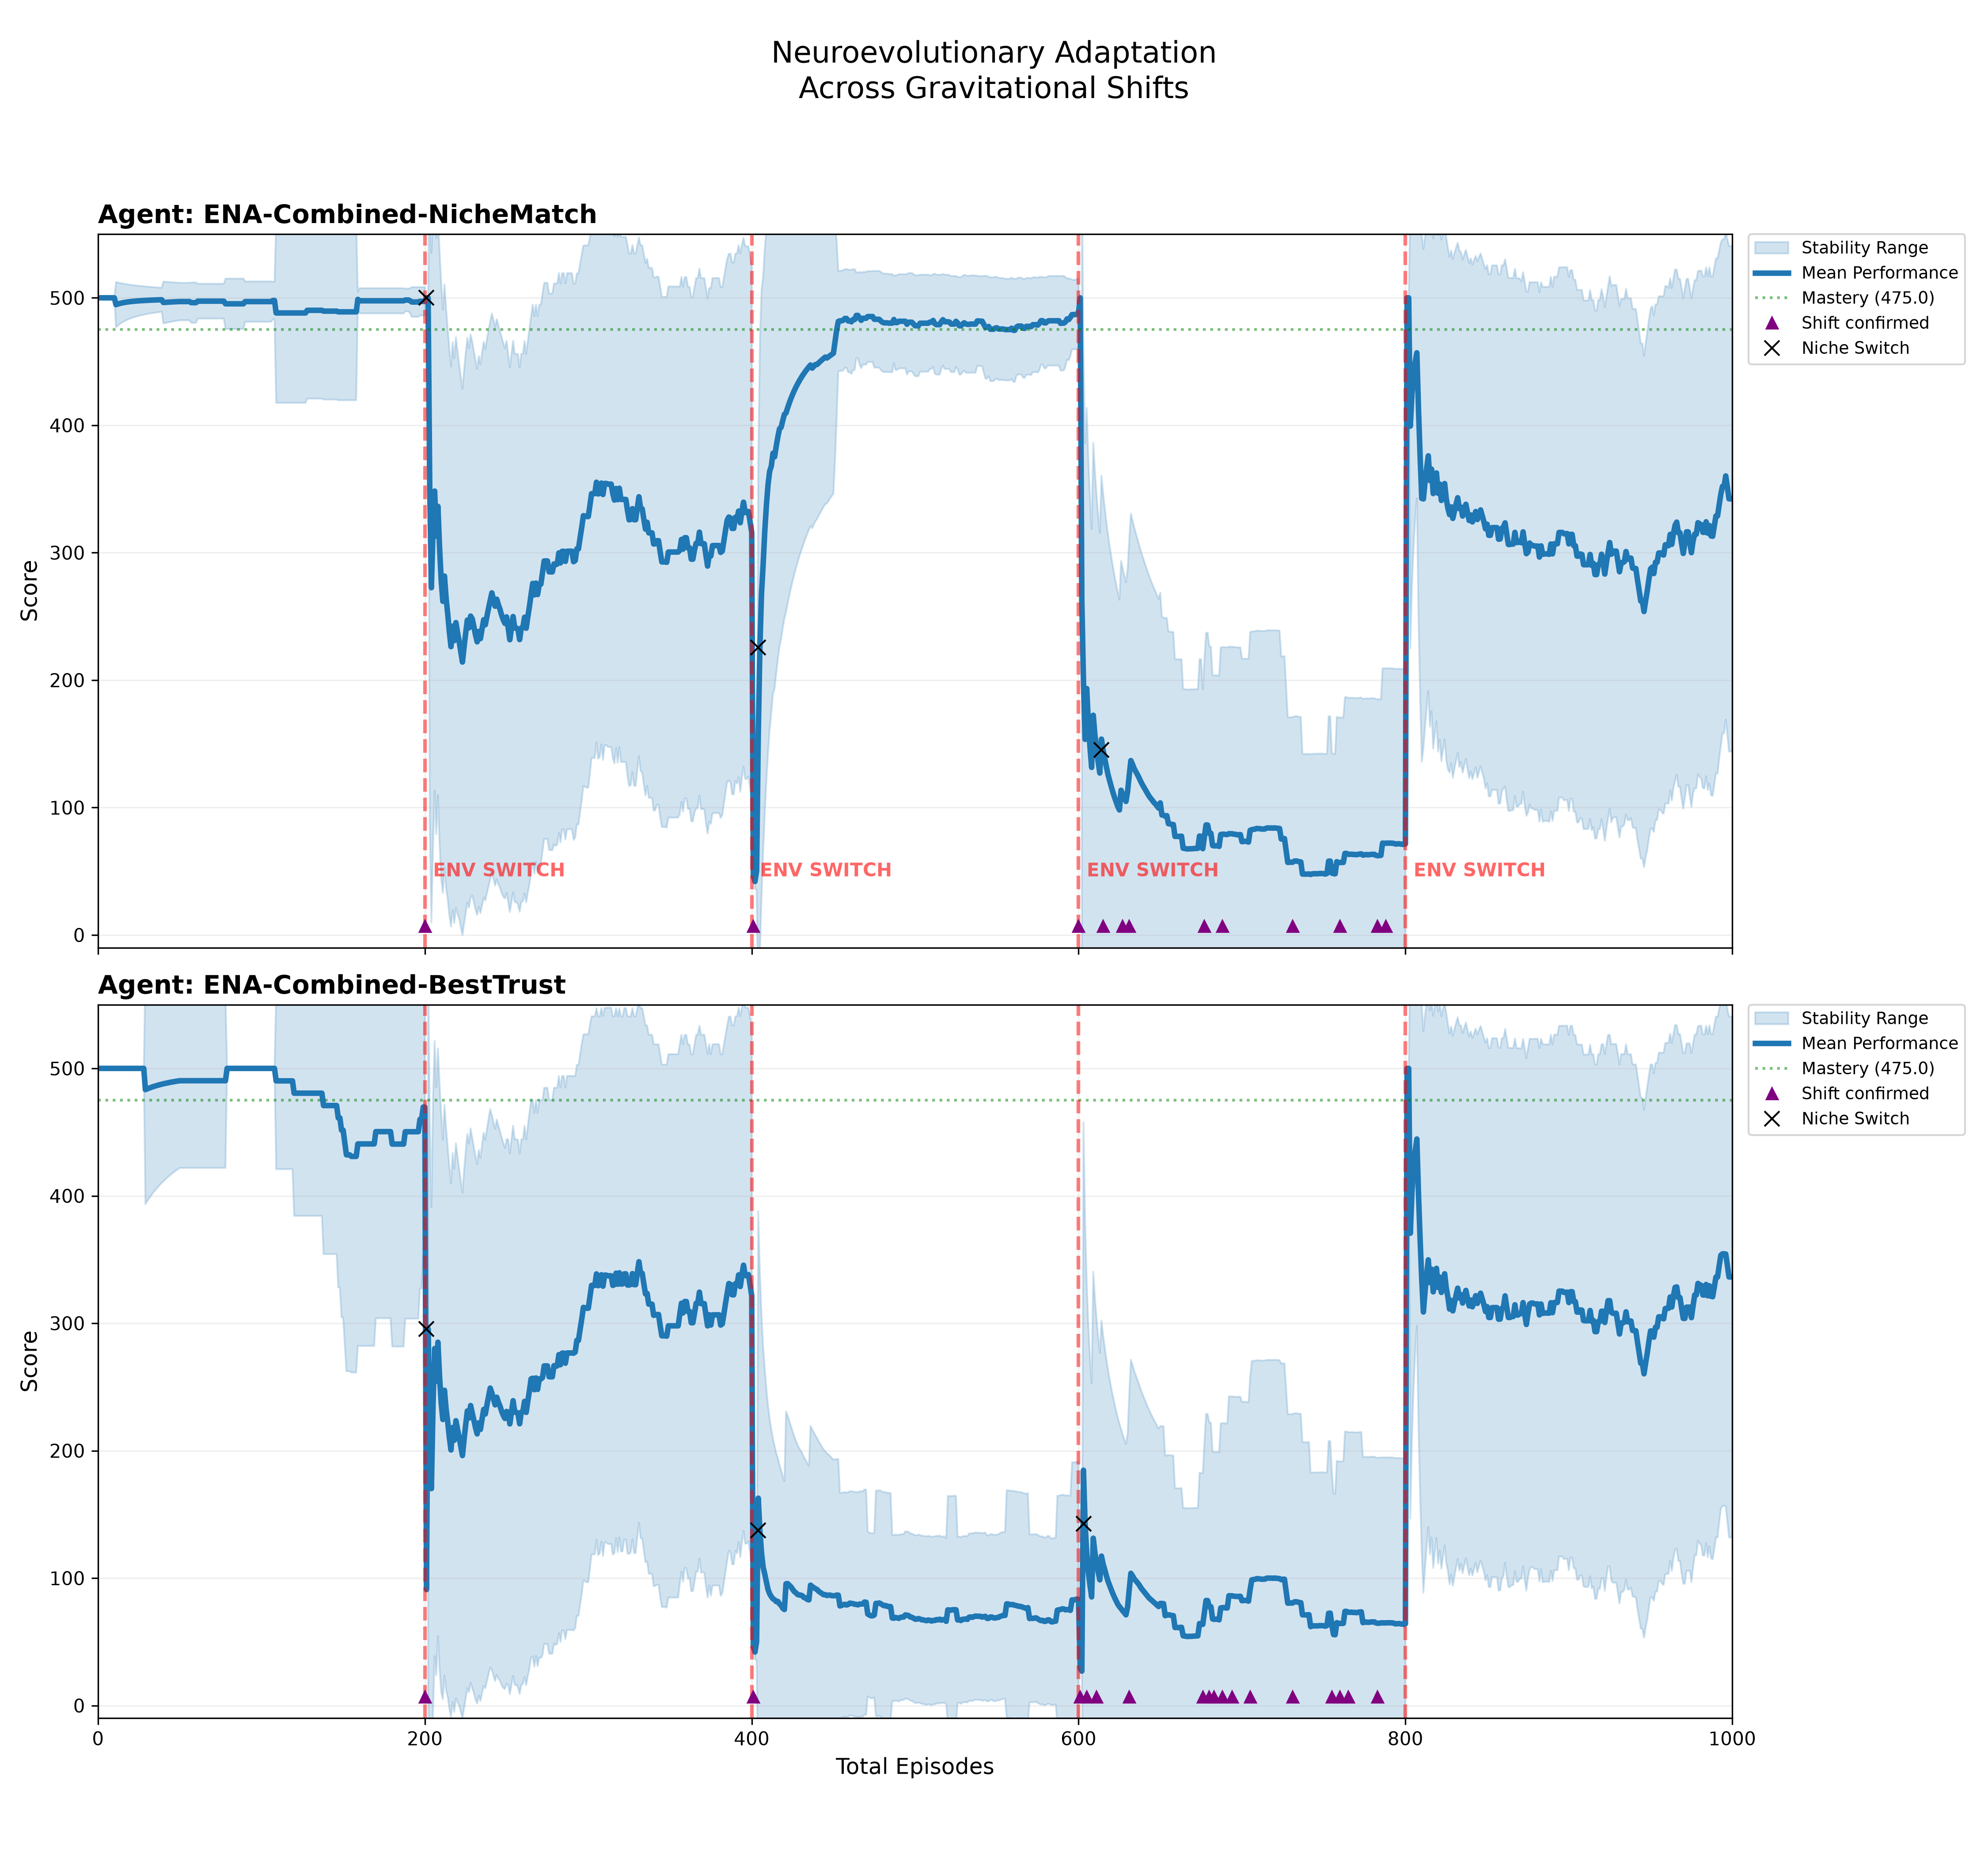 Neuroevolutionary Adaptation
Across Gravitational Shifts
Agent: ENA-Combined-NicheMatch
Score
500
400
300
200
100
0
ENV SWITCH
ENV SWITCH
ENV SWITCH
ENV SWITCH
Stability Range
Mean Performance
Mastery (475.0)
Shift confirmed
Niche Switch
Agent: ENA-Combined-BestTrust
Score
500
400
300
200
100
0
Stability Range
Mean Performance
Mastery (475.0)
Shift confirmed
Niche Switch
0 200 400 600 800 1000
Total Episodes